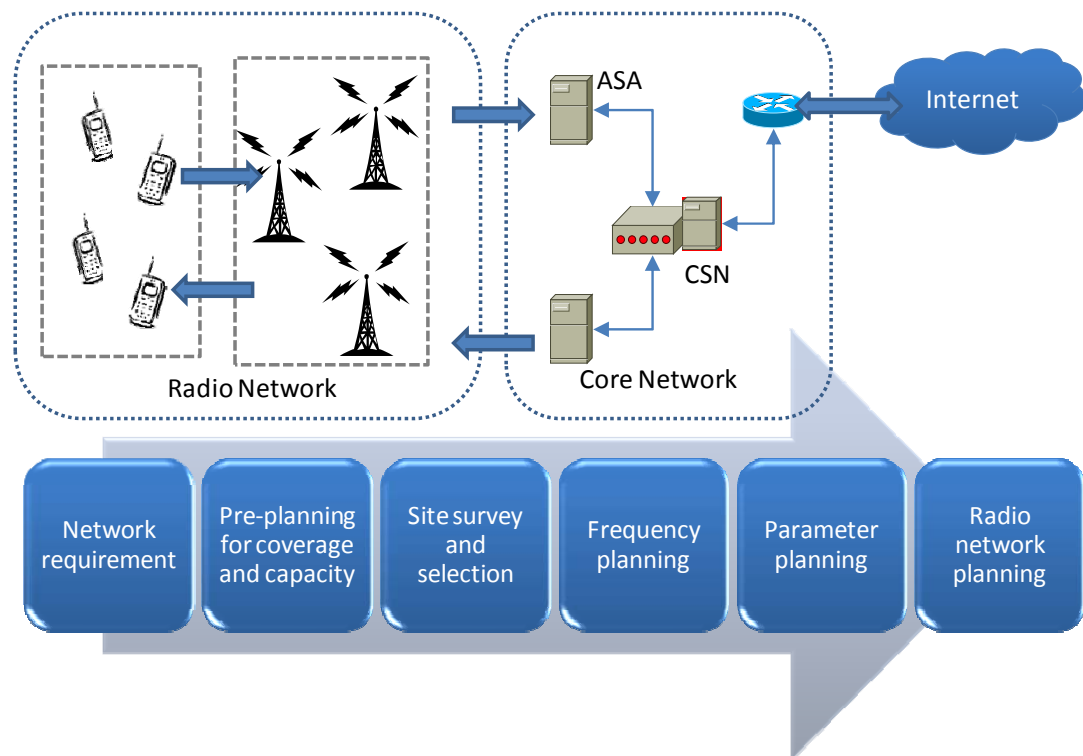 ASA
Internet
CSN
Radio Network
Core Network
Network
requirement
Pre-planning
for coverage
and capacity
Site survey
and
selection
Frequency
planning
Parameter
planning
Radio
network
planning